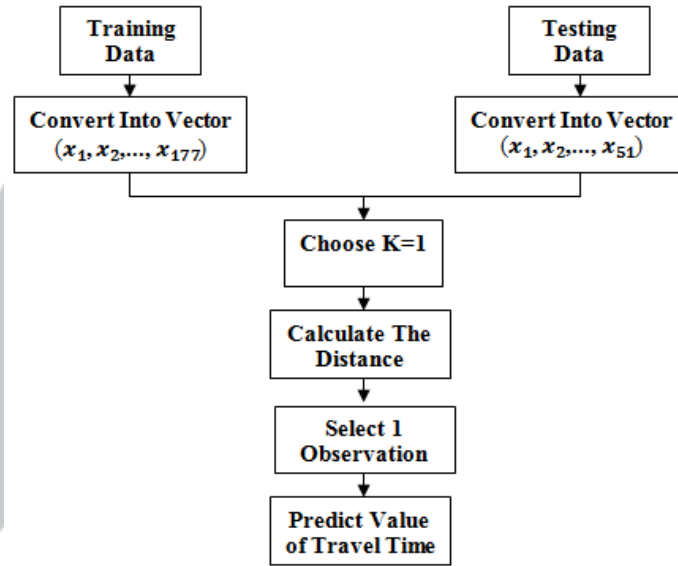 Training
Data
Testing
Data
Convert Into Vector
(x₁, x₂,..., x₁₇₇)
Convert Into Vector
(x₁, x₂,..., x₅₁)
Choose K=1
Calculate The
Distance
Select 1
Observation
Predict Value
of Travel Time